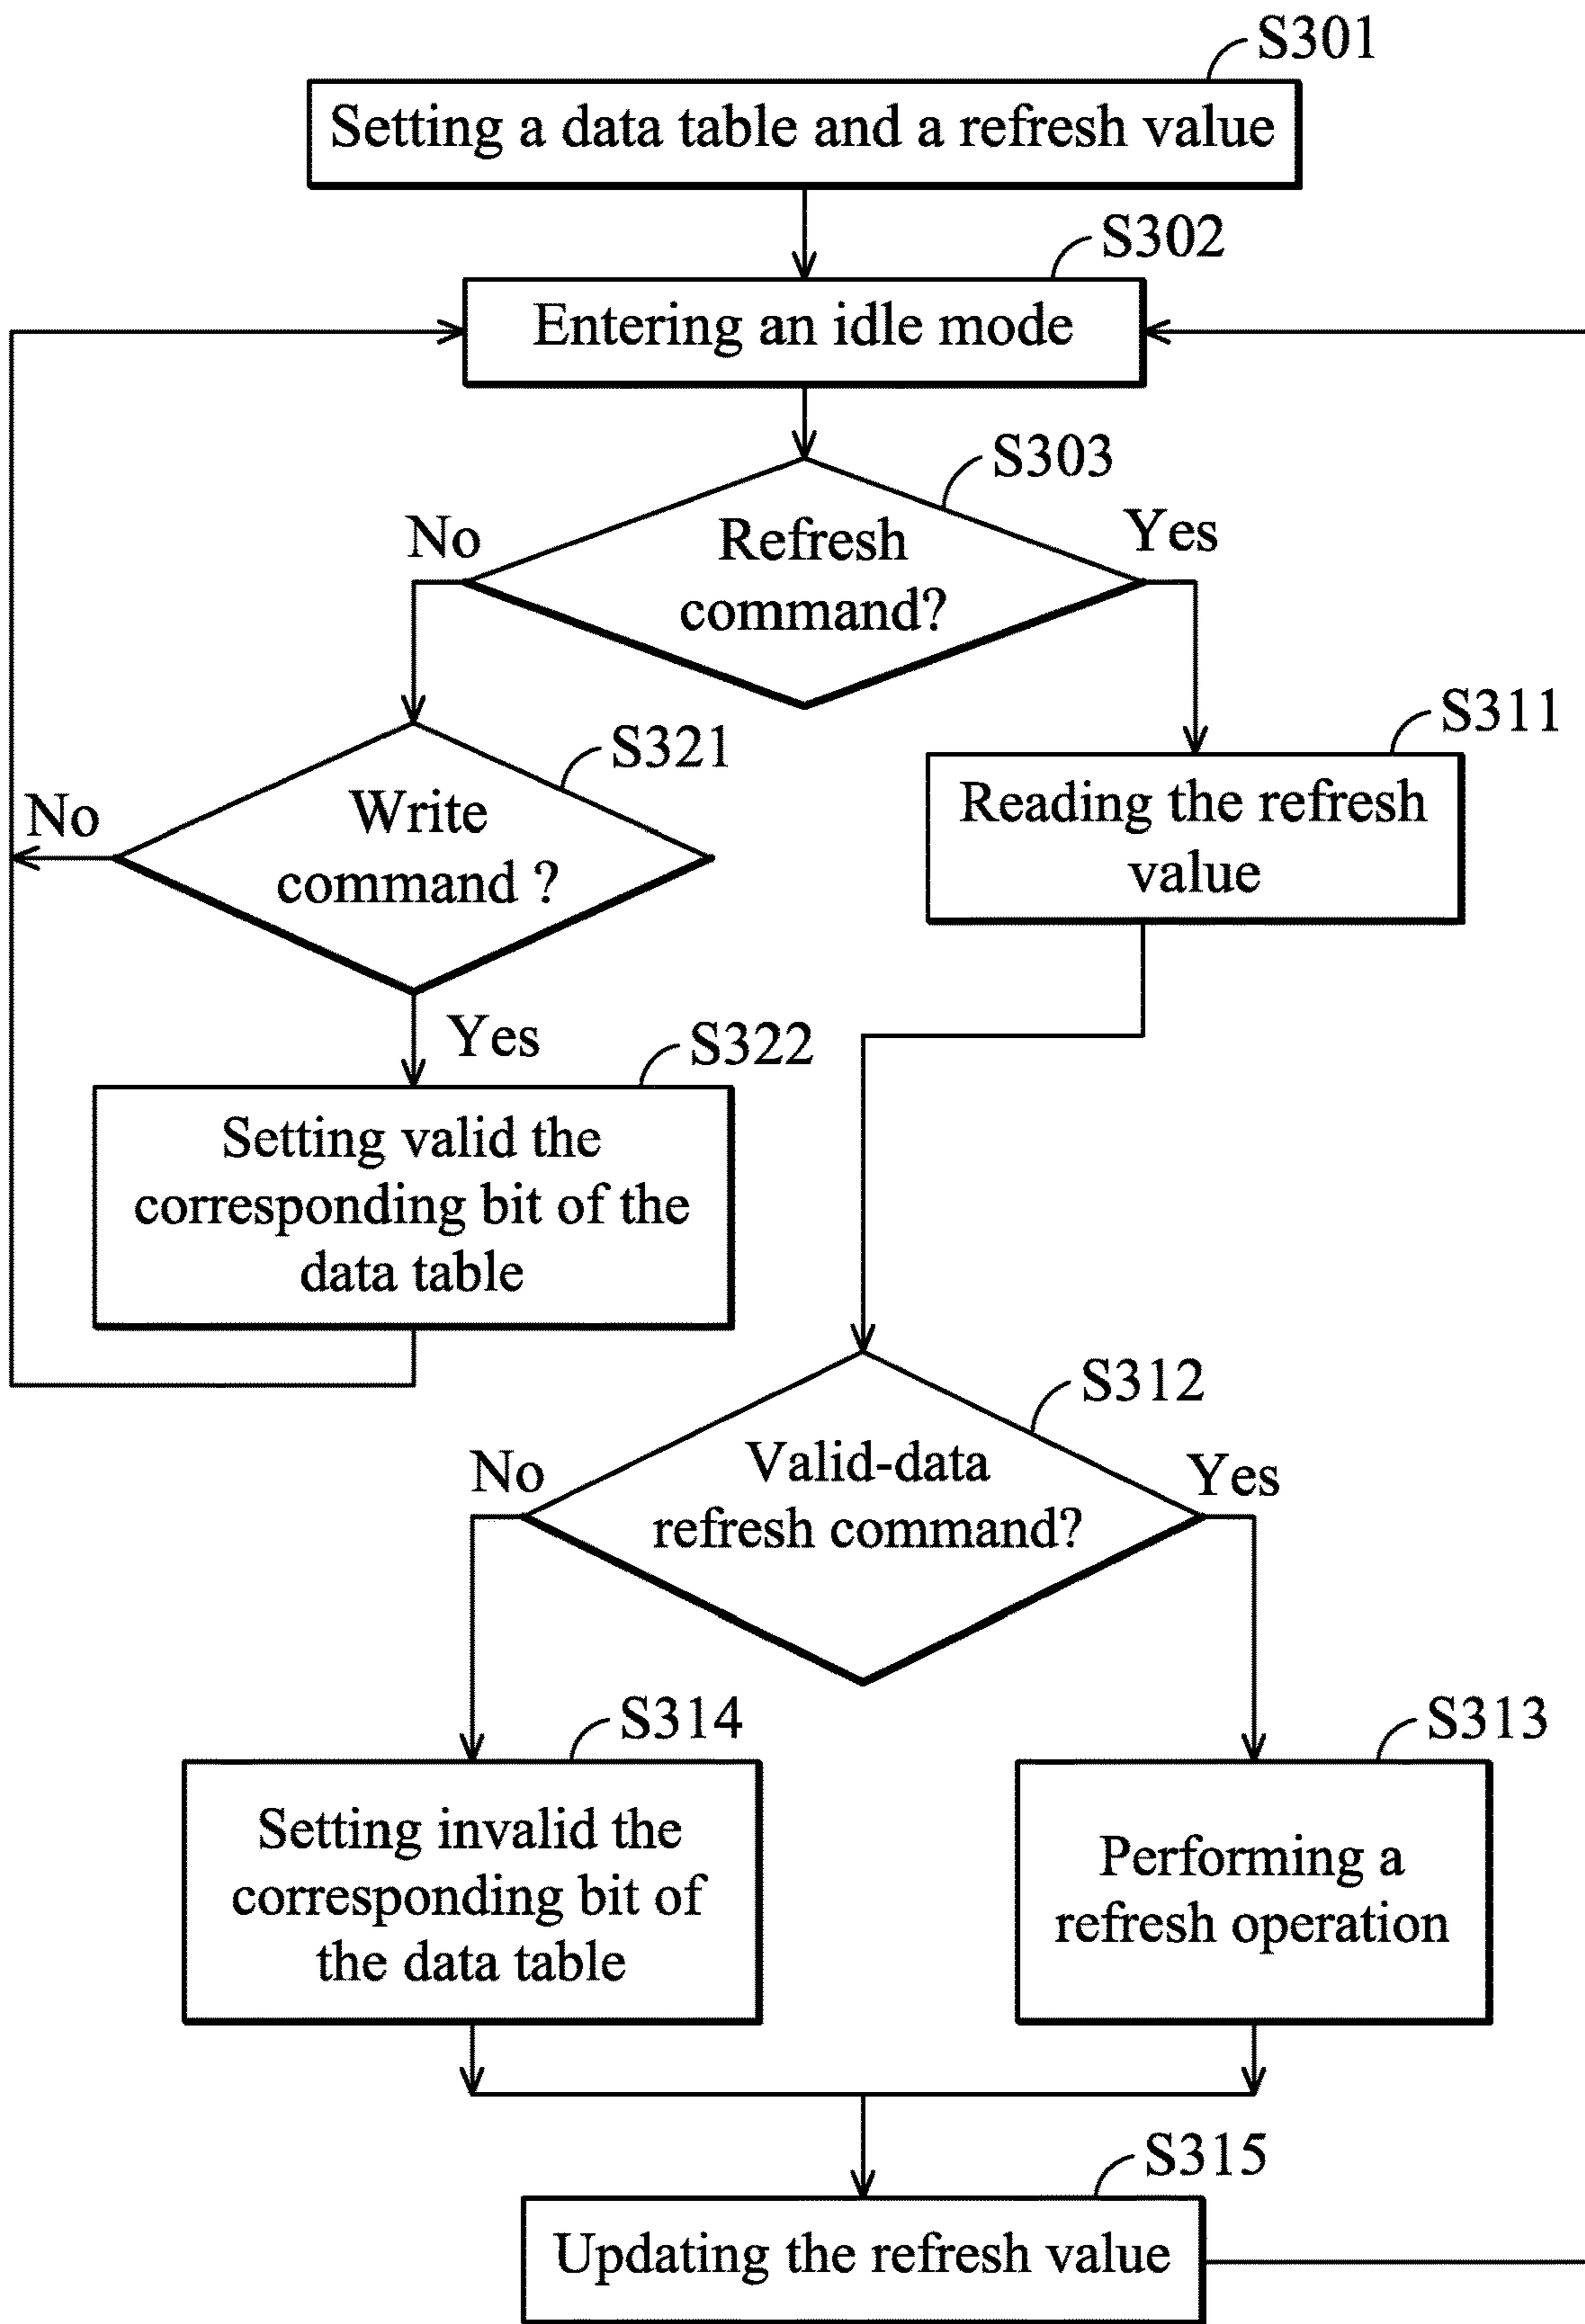 S301
Setting a data table and a refresh value
S302
Entering an idle mode
S303
No
Refresh
command?
Yes
S321
No
Write
command ?
S311
Reading the refresh
value
Yes
S322
Setting valid the
corresponding bit of the
data table
S312
No
Valid-data
refresh command?
Yes
S314
Setting invalid the
corresponding bit of
the data table
S313
Performing a
refresh operation
S315
Updating the refresh value